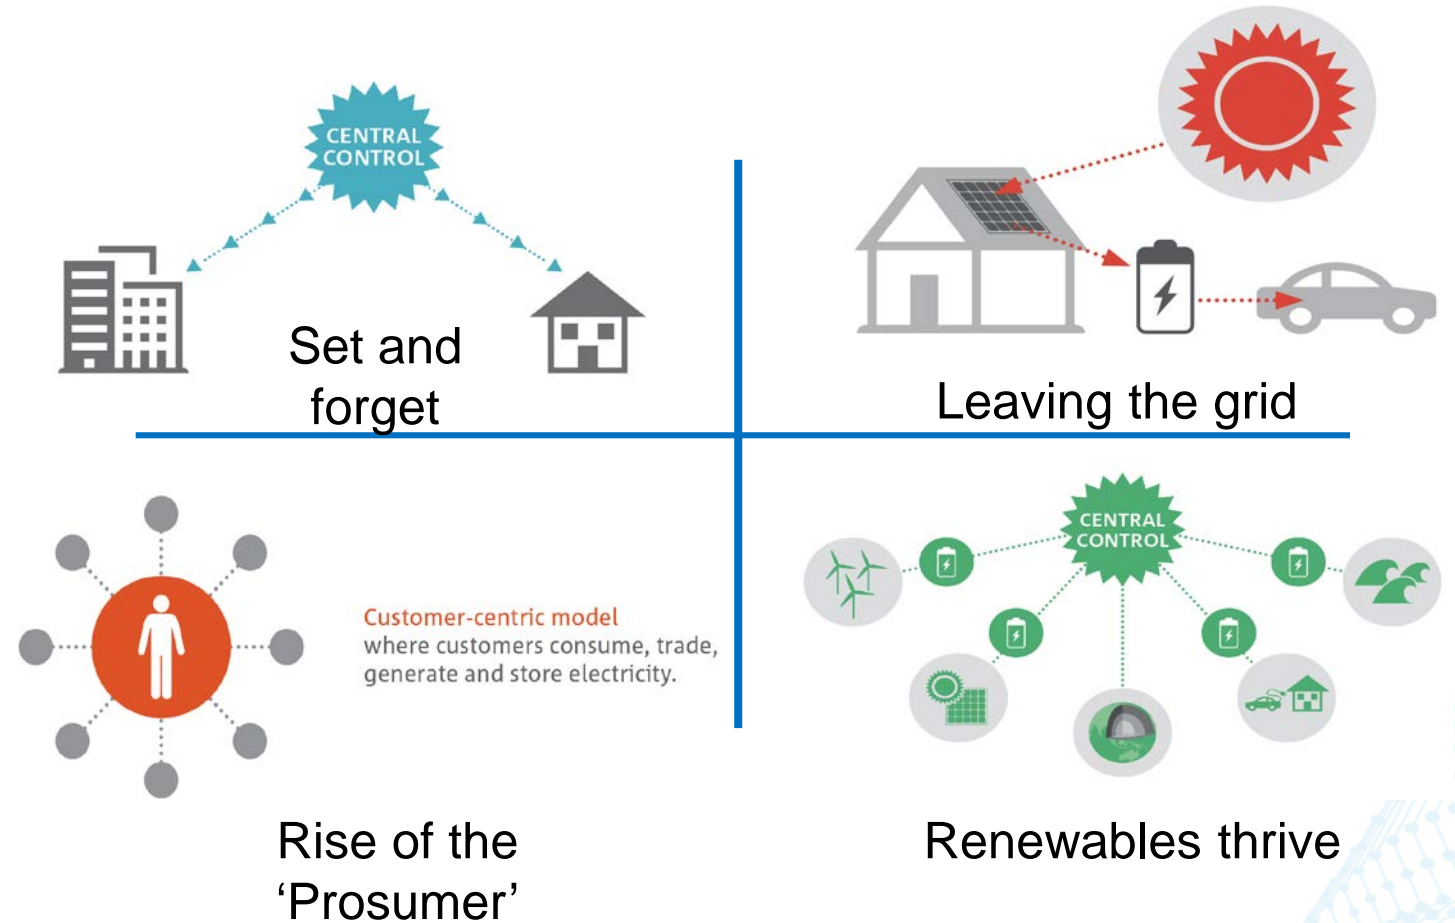 CENTRAL
CONTROL
Set and
forget
Leaving the grid
Customer-centric model
where customers consume, trade,
generate and store electricity.
Rise of the
‘Prosumer’
CENTRAL
CONTROL
Renewables thrive